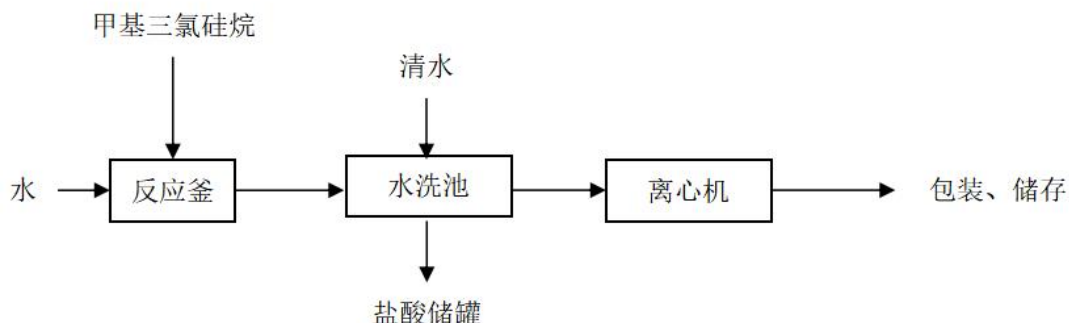 甲基三氯硅烷
清水
水
反应釜
水洗池
离心机
包装、储存
盐酸储罐